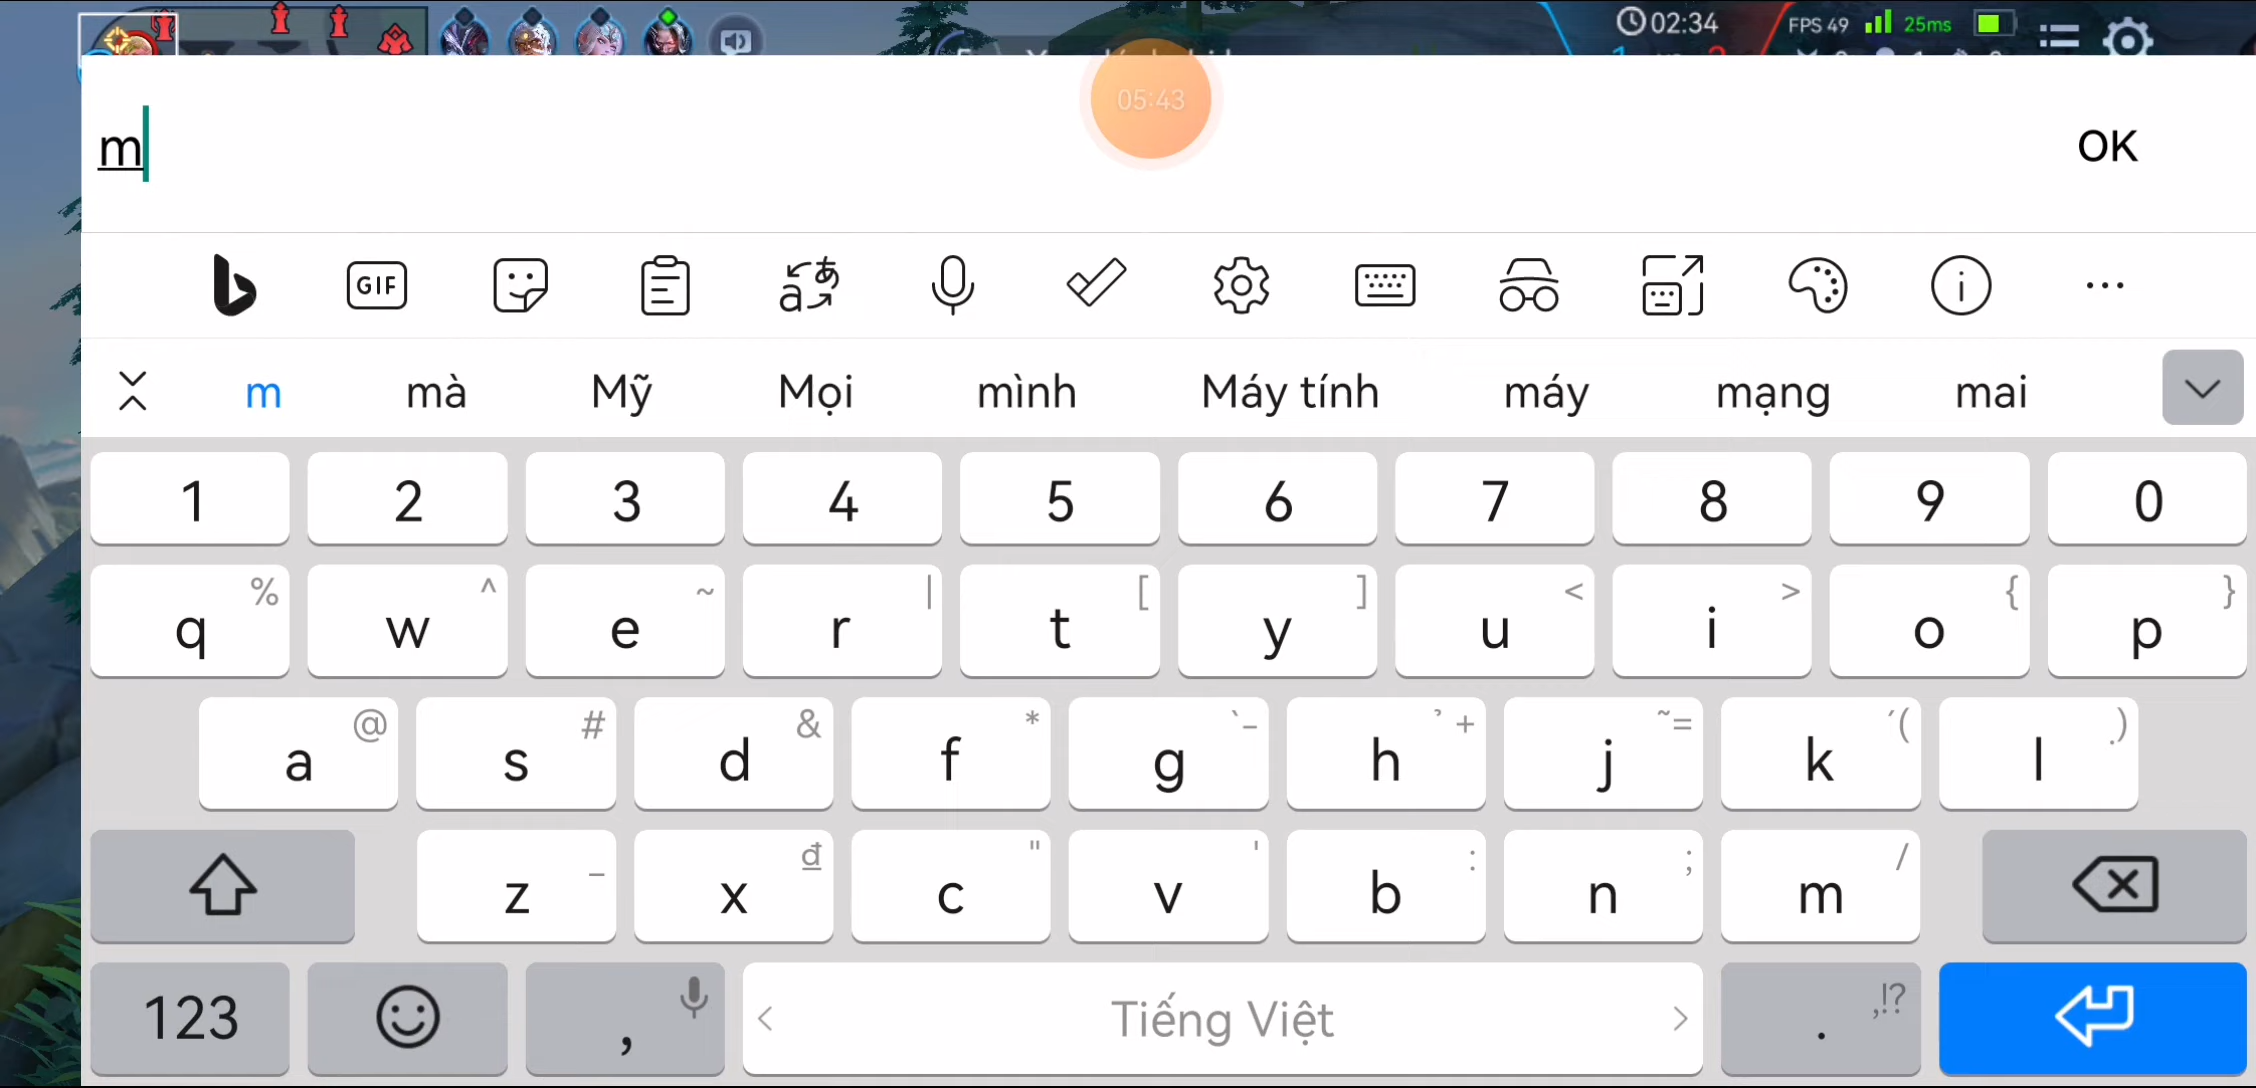 02:34 FPS 49 25ms
05:43
m OK
GIF
m mà Mỹ Mọi mình Máy tính máy mạng mai
1 2 3 4 5 6 7 8 9 0
q % w ^ e ~ r | t [ y ] u < i > o { p }
a @ s # d & f * g `- h ̉ + j ˜= k ´( l .)
z _ x đ c " v ' b : n ; m /
123 , < Tiếng Việt > . ,!?